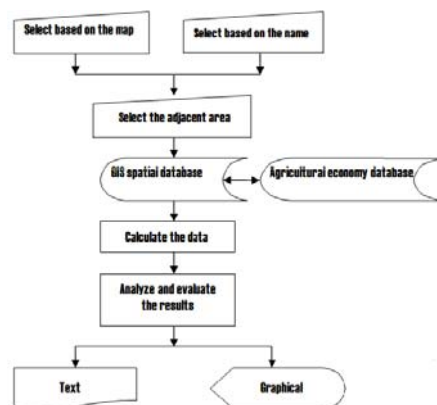 Select based on the map
Select based on the name
Select the adjacent area
GIS spatial database
Agricultural economy database
Calculate the data
Analyze and evaluate
the results
Text
Graphical